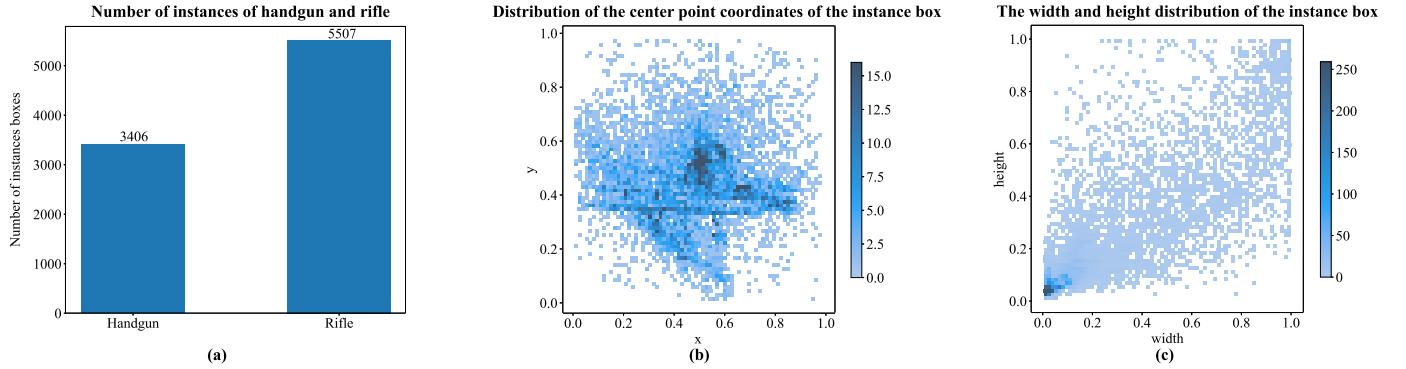 Number of instances of handgun and rifle
5507
3406
5000
4000
3000
2000
1000
0
Number of instances boxes
Handgun
Rifle
(a)
Distribution of the center point coordinates of the instance box
1.0
0.8
0.6
0.4
0.2
0.0
y
0.0 0.2 0.4 0.6 0.8 1.0
x
15.0
12.5
10.0
7.5
5.0
2.5
0.0
(b)
The width and height distribution of the instance box
1.0
0.8
0.6
0.4
0.2
0.0
height
0.0 0.2 0.4 0.6 0.8 1.0
width
250
200
150
100
50
0
(c)